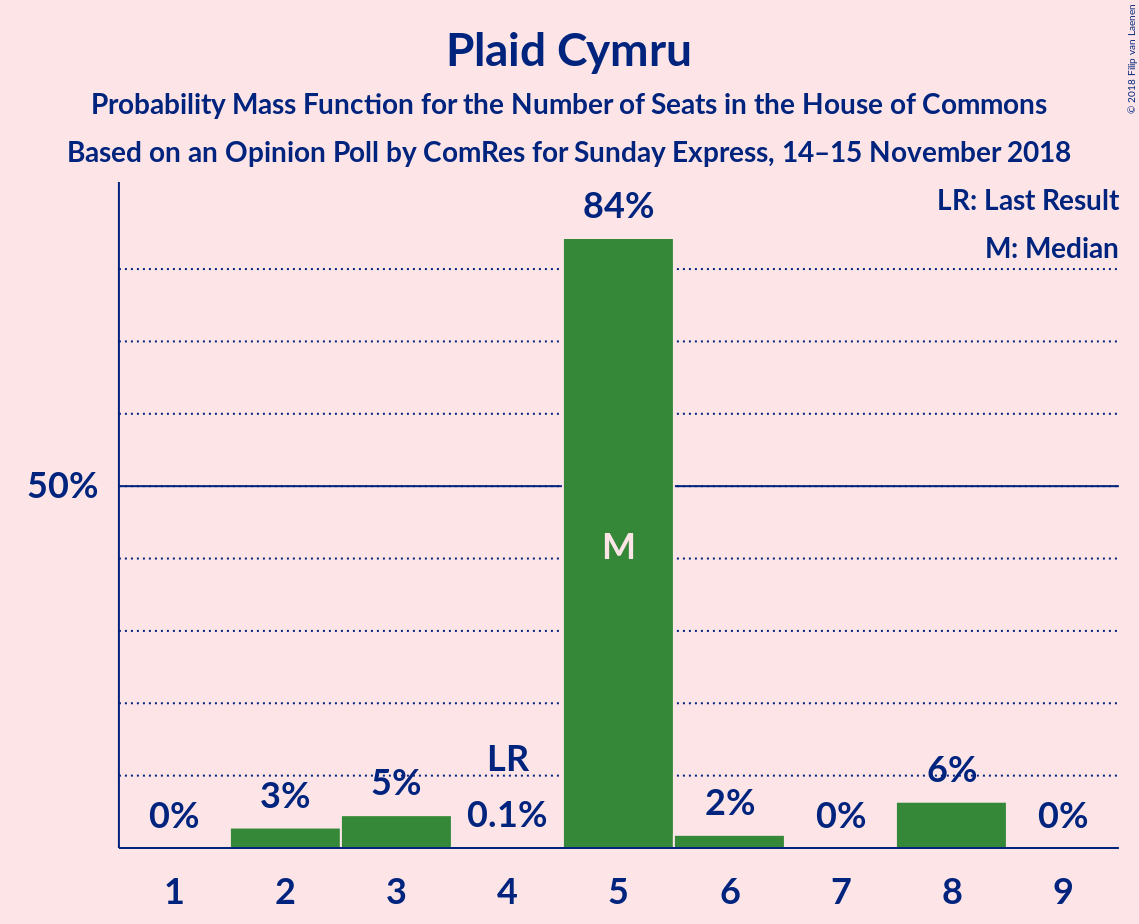 Plaid Cymru
Probability Mass Function for the Number of Seats in the House of Commons
Based on an Opinion Poll by ComRes for Sunday Express, 14–15 November 2018
© 2018 Filip van Laenen
LR: Last Result
M: Median
84%
50%
M
LR
0%
3%
5%
0.1%
2%
0%
6%
0%
1 2 3 4 5 6 7 8 9